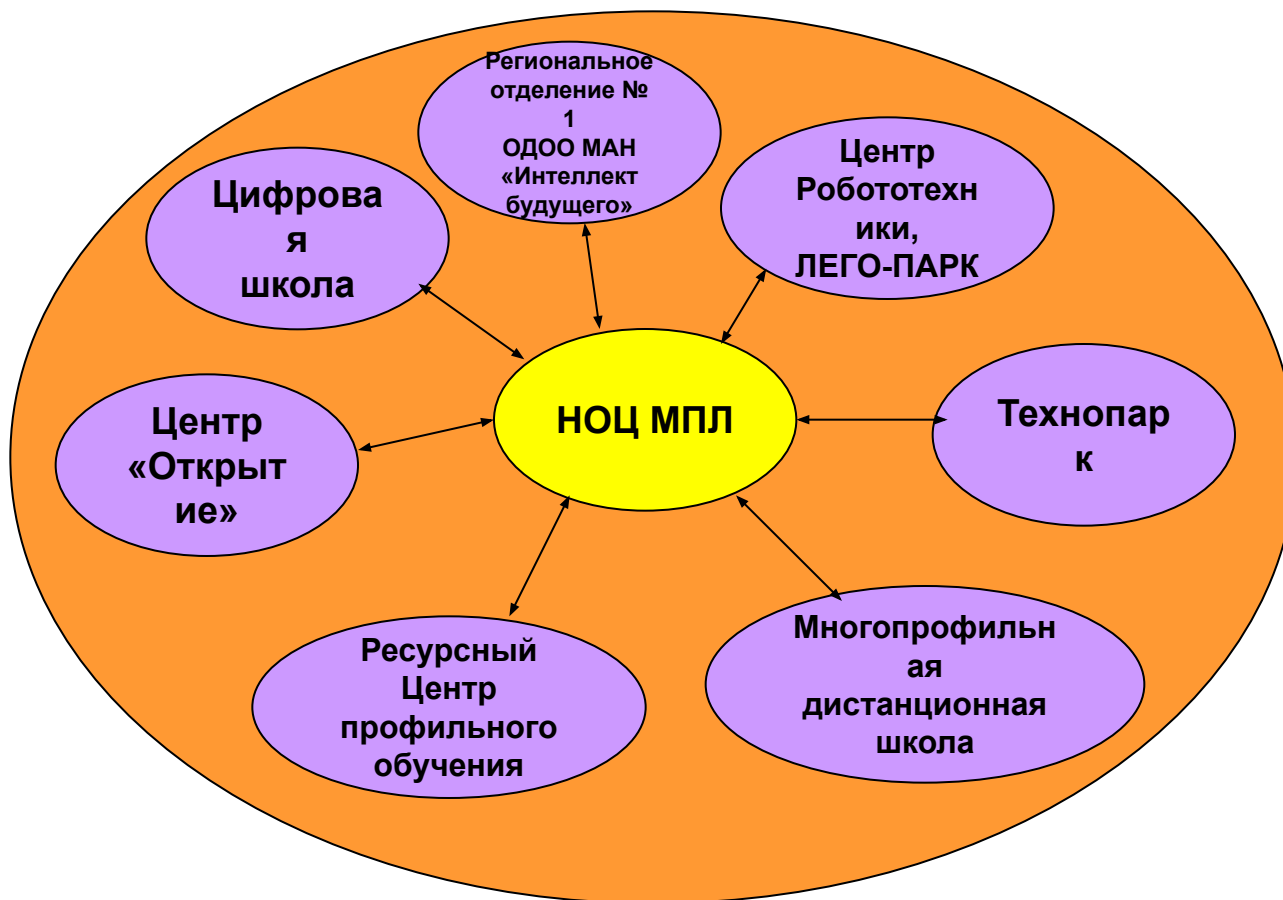 Региональное
отделение №
1
ОДОО МАН
«Интеллект
будущего»
Центр
Робототехн
ики,
ЛЕГО-ПАРК
Цифрова
я
школа
НОЦ МПЛ
Технопар
к
Центр
«Открыт
ие»
Многопрофильн
ая
дистанционная
школа
Ресурсный
Центр
профильного
обучения